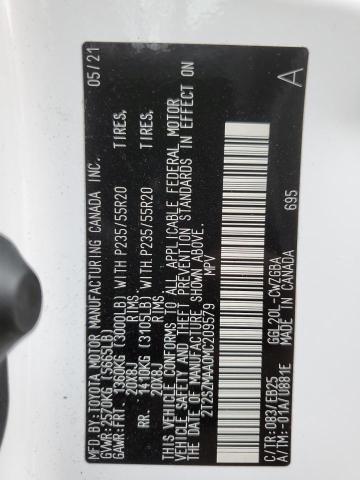 MFD. BY: TOYOTA MOTOR MANUFACTURING CANADA INC. 05/21
GVWR: 2570KG (5665LB)
GAWR: FRT. 1360KG (3000LB) WITH P235/55R20 TIRES,
20X8J RIMS
RR. 1410KG (3105LB) WITH P235/55R20 TIRES,
20X8J RIMS
THIS VEHICLE CONFORMS TO ALL APPLICABLE FEDERAL MOTOR
VEHICLE SAFETY AND THEFT PREVENTION STANDARDS IN EFFECT ON
THE DATE OF MANUFACTURE SHOWN ABOVE.
2T2SZMAA0MC209579 MPV
A
C/TR: 083/EB25 GGL20L-CWZGBA
A/TM: -01A/UB81E MADE IN CANADA 695